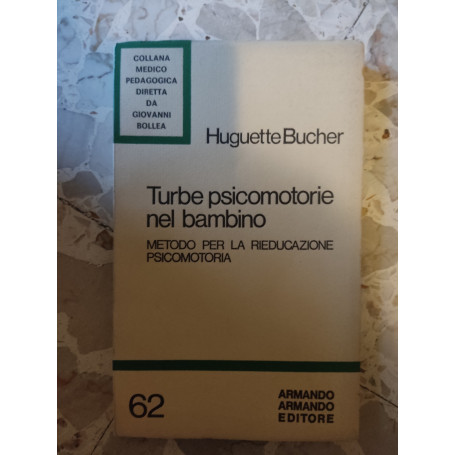 COLLANA
MEDICO
PEDAGOGICA
DIRETTA
DA
GIOVANNI
BOLLEA
Huguette Bucher
Turbe psicomotorie
nel bambino
METODO PER LA RIEDUCAZIONE
PSICOMOTORIA
62
ARMANDO
ARMANDO
EDITORE